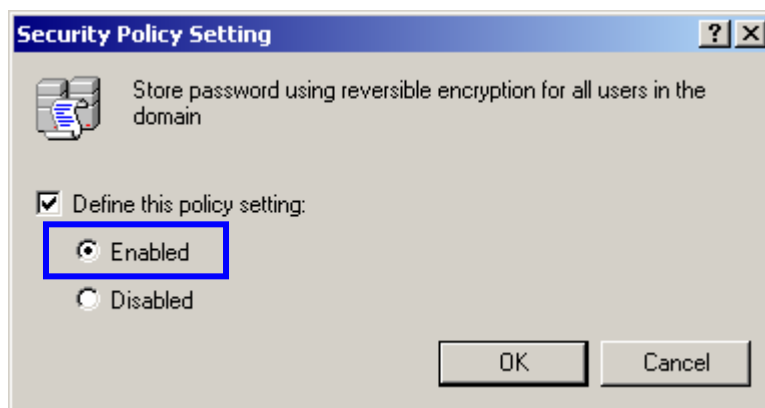 Security Policy Setting
Store password using reversible encryption for all users in the
domain
Define this policy setting:
Enabled
Disabled
OK Cancel